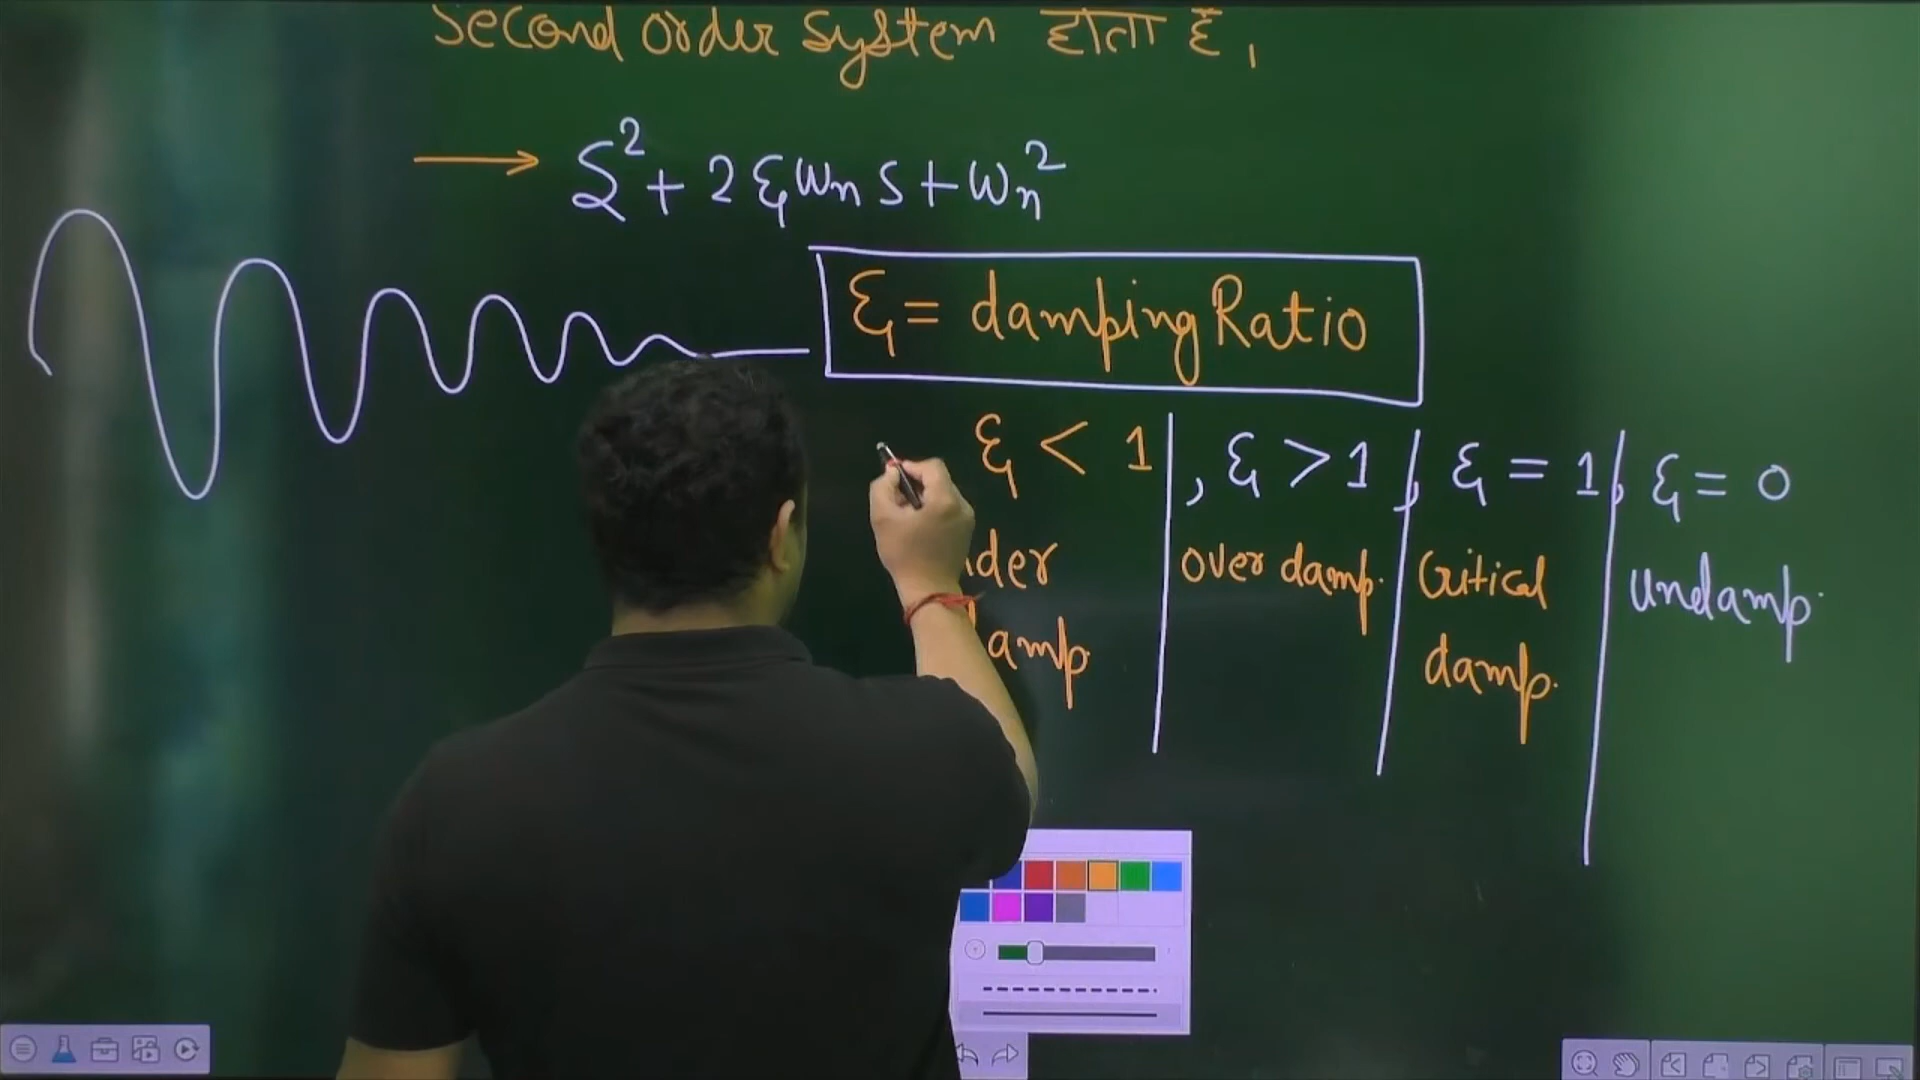 Second order system होता है,
→ S² + 2ξωn s + ωn²
ξ = damping Ratio
ξ < 1 , ξ > 1 , ξ = 1 , ξ = 0
over damp. Critical undamp.
damp.